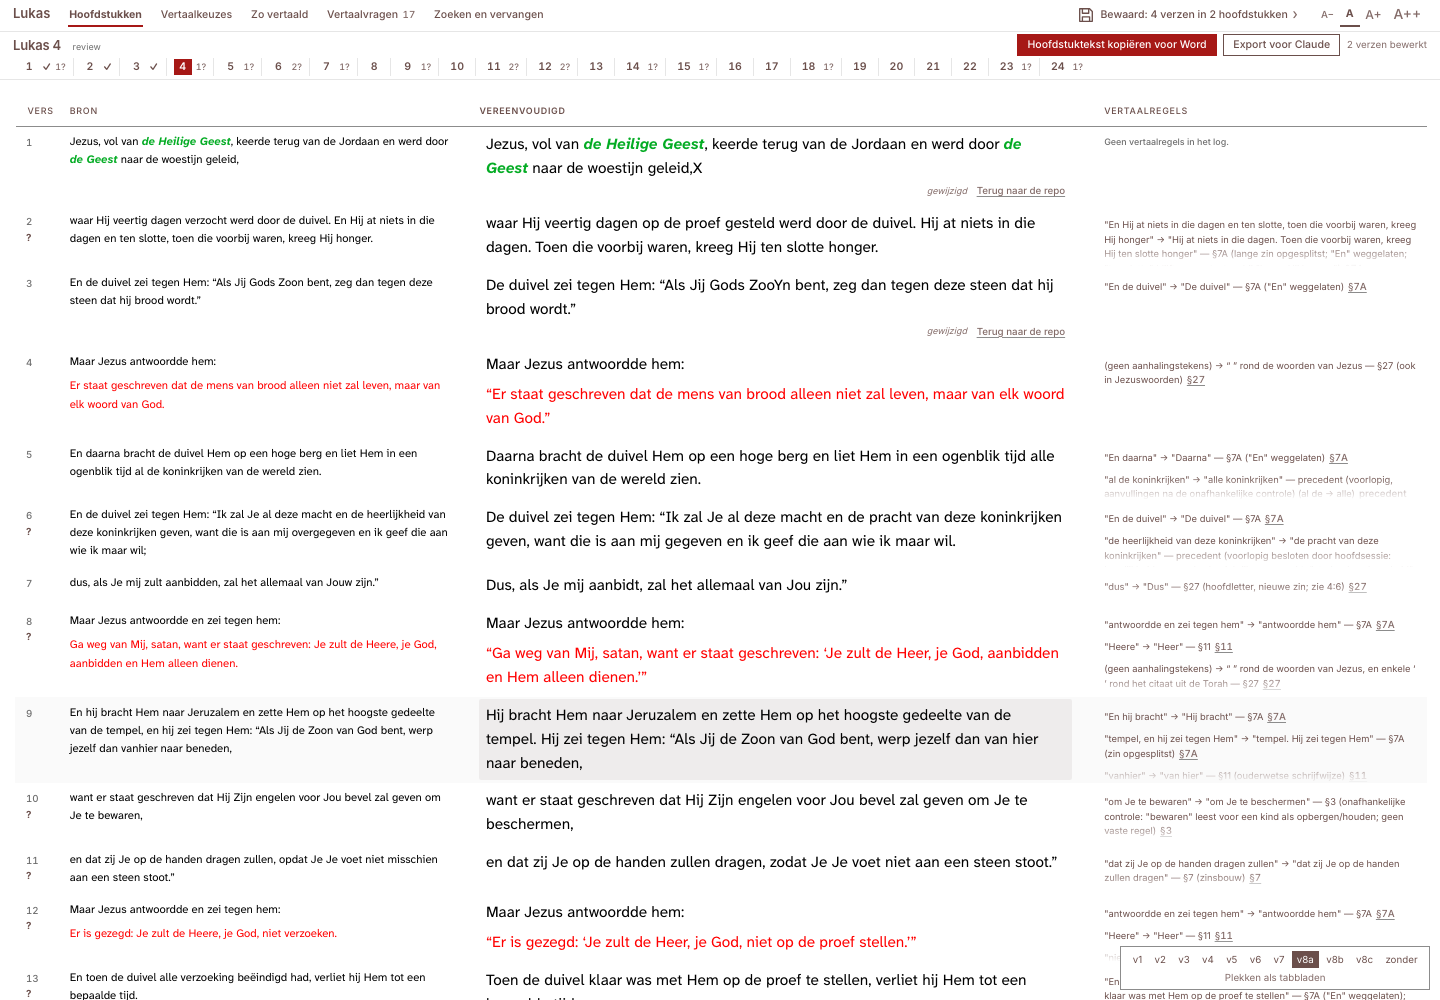 Lukas Hoofdstukken Vertaalkeuzes Zo vertaald Vertaalvragen 17 Zoeken en vervangen Bewaard: 4 verzen in 2 hoofdstukken › A− A A+ A++
Lukas 4 review Hoofdstuktekst kopiëren voor Word Export voor Claude 2 verzen bewerkt
1 ✓ 1? 2 ✓ 3 ✓ 4 1? 5 1? 6 2? 7 1? 8 9 1? 10 11 2? 12 2? 13 14 1? 15 1? 16 17 18 1? 19 20 21 22 23 1? 24 1?
VERS BRON VEREENVOUDIGD VERTAALREGELS
1
Jezus, vol van de Heilige Geest, keerde terug van de Jordaan en werd door
de Geest naar de woestijn geleid,
Jezus, vol van de Heilige Geest, keerde terug van de Jordaan en werd door de
Geest naar de woestijn geleid,X
gewijzigd Terug naar de repo
Geen vertaalregels in het log.
2
?
waar Hij veertig dagen verzocht werd door de duivel. En Hij at niets in die
dagen en ten slotte, toen die voorbij waren, kreeg Hij honger.
waar Hij veertig dagen op de proef gesteld werd door de duivel. Hij at niets in die
dagen. Toen die voorbij waren, kreeg Hij ten slotte honger.
"En Hij at niets in die dagen en ten slotte, toen die voorbij waren, kreeg
Hij honger" → "Hij at niets in die dagen. Toen die voorbij waren, kreeg
Hij ten slotte honger" — §7A (lange zin opgesplitst; "En" weggelaten;
3
En de duivel zei tegen Hem: “Als Jij Gods Zoon bent, zeg dan tegen deze
steen dat hij brood wordt.”
De duivel zei tegen Hem: “Als Jij Gods ZooYn bent, zeg dan tegen deze steen dat hij
brood wordt.”
gewijzigd Terug naar de repo
"En de duivel" → "De duivel" — §7A ("En" weggelaten) §7A
4
Maar Jezus antwoordde hem:
Er staat geschreven dat de mens van brood alleen niet zal leven, maar van
elk woord van God.
Maar Jezus antwoordde hem:
“Er staat geschreven dat de mens van brood alleen niet zal leven, maar van elk woord
van God.”
(geen aanhalingstekens) → “ ” rond de woorden van Jezus — §27 (ook
in Jezuswoorden) §27
5
En daarna bracht de duivel Hem op een hoge berg en liet Hem in een
ogenblik tijd al de koninkrijken van de wereld zien.
Daarna bracht de duivel Hem op een hoge berg en liet Hem in een ogenblik tijd alle
koninkrijken van de wereld zien.
"En daarna" → "Daarna" — §7A ("En" weggelaten) §7A
"al de koninkrijken" → "alle koninkrijken" — precedent (voorlopig,
aanvullingen na de onafhankelijke controle) (al de → alle) precedent
6
?
En de duivel zei tegen Hem: “Ik zal Je al deze macht en de heerlijkheid van
deze koninkrijken geven, want die is aan mij overgegeven en ik geef die aan
wie ik maar wil;
De duivel zei tegen Hem: “Ik zal Je al deze macht en de pracht van deze koninkrijken
geven, want die is aan mij gegeven en ik geef die aan wie ik maar wil.
"En de duivel" → "De duivel" — §7A §7A
"de heerlijkheid van deze koninkrijken" → "de pracht van deze
koninkrijken" — precedent (voorlopig besloten door hoofdsessie:
7
dus, als Je mij zult aanbidden, zal het allemaal van Jouw zijn.”
Dus, als Je mij aanbidt, zal het allemaal van Jou zijn.”
"dus" → "Dus" — §27 (hoofdletter, nieuwe zin; zie 4:6) §27
8
?
Maar Jezus antwoordde en zei tegen hem:
Ga weg van Mij, satan, want er staat geschreven: Je zult de Heere, je God,
aanbidden en Hem alleen dienen.
Maar Jezus antwoordde hem:
“Ga weg van Mij, satan, want er staat geschreven: ‘Je zult de Heer, je God, aanbidden
en Hem alleen dienen.’”
"antwoordde en zei tegen hem" → "antwoordde hem" — §7A §7A
"Heere" → "Heer" — §11 §11
(geen aanhalingstekens) → “ ” rond de woorden van Jezus, en enkele ‘
’ rond het citaat uit de Torah — §27 §27
9
En hij bracht Hem naar Jeruzalem en zette Hem op het hoogste gedeelte
van de tempel, en hij zei tegen Hem: “Als Jij de Zoon van God bent, werp
jezelf dan vanhier naar beneden,
Hij bracht Hem naar Jeruzalem en zette Hem op het hoogste gedeelte van de
tempel. Hij zei tegen Hem: “Als Jij de Zoon van God bent, werp jezelf dan van hier
naar beneden,
"En hij bracht" → "Hij bracht" — §7A §7A
"tempel, en hij zei tegen Hem" → "tempel. Hij zei tegen Hem" — §7A
(zin opgesplitst) §7A
"vanhier" → "van hier" — §11 (ouderwetse schrijfwijze) §11
10
?
want er staat geschreven dat Hij Zijn engelen voor Jou bevel zal geven om
Je te bewaren,
want er staat geschreven dat Hij Zijn engelen voor Jou bevel zal geven om Je te
beschermen,
"om Je te bewaren" → "om Je te beschermen" — §3 (onafhankelijke
controle: "bewaren" leest voor een kind als opbergen/houden; geen
vaste regel) §3
11
?
en dat zij Je op de handen dragen zullen, opdat Je Je voet niet misschien
aan een steen stoot.”
en dat zij Je op de handen zullen dragen, zodat Je Je voet niet aan een steen stoot.”
"dat zij Je op de handen dragen zullen" → "dat zij Je op de handen
zullen dragen" — §7 (zinsbouw) §7
12
?
Maar Jezus antwoordde en zei tegen hem:
Er is gezegd: Je zult de Heere, je God, niet verzoeken.
Maar Jezus antwoordde hem:
“Er is gezegd: ‘Je zult de Heer, je God, niet op de proef stellen.’”
"antwoordde en zei tegen hem" → "antwoordde hem" — §7A §7A
"Heere" → "Heer" — §11 §11
13
?
En toen de duivel alle verzoeking beëindigd had, verliet hij Hem tot een
bepaalde tijd.
Toen de duivel klaar was met Hem op de proef te stellen, verliet hij Hem tot een
"En
klaar was met Hem op de proef te stellen" — §7A ("En" weggelaten);
v1 v2 v3 v4 v5 v6 v7 v8a v8b v8c zonder
Plekken als tabbladen